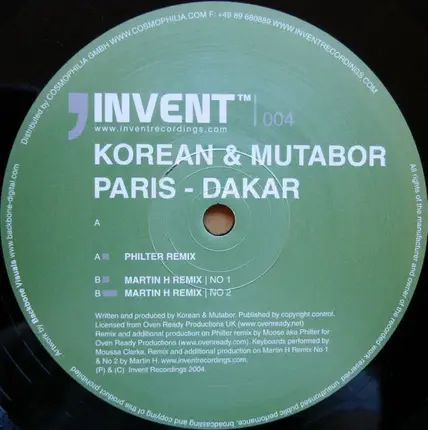 Distributed by COSMOPHILIA GMBH WWW.COSMOPHILIA.COM F: +49 89 680889 WWW.INVENTRECORDINGS.COM
INVENT™ | 004
www.inventrecordings.com
KOREAN & MUTABOR
PARIS - DAKAR
A
A PHILTER REMIX
B MARTIN H REMIX | NO 1
B MARTIN H REMIX | NO 2
Written and produced by Korean & Mutabor. Published by copyright control.
Licensed from Oven Ready Productions UK (www.ovenready.net)
Remix and additional production on Philter remix by Moose aka Philter for
Oven Ready Productions (www.ovenready.com). Keyboards performed by
Moussa Clarke, Remix and additional production on Martin H Remix No 1
& No 2 by Martin H. www.inventrecordings.com.
(P) & (C) Invent Recordings 2004.
All rights of the manufacturer and owner of the recorded work reserved. Unauthorised public performance, broadcasting and copying of this product prohibited.
Artwork by Backbone Visuals www.backbone-digital.com